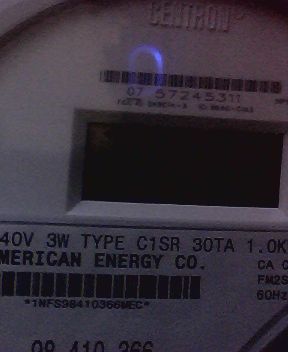 CENTRON
07 57245311
40V 3W TYPE C1SR 30TA 1.0K
MERICAN ENERGY CO.
CA C
FM2S
60Hz
*1NFS98410366MEC*
98 410 366